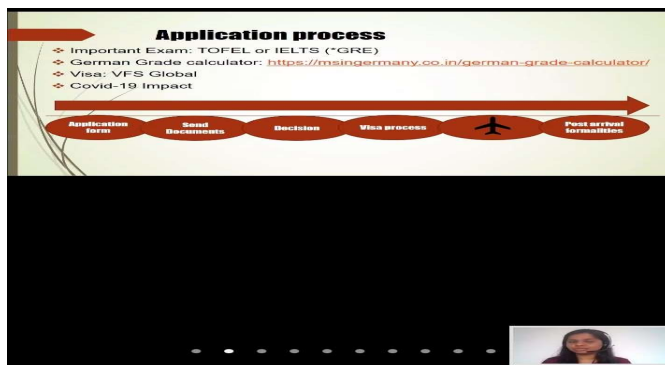 Application process
Important Exam: TOFEL or IELTS (*GRE)
German Grade calculator: https://msingermany.co.in/german-grade-calculator/
Visa: VFS Global
Covid-19 Impact
Application form
Send Documents
Decision
Visa process
Post arrival formailities